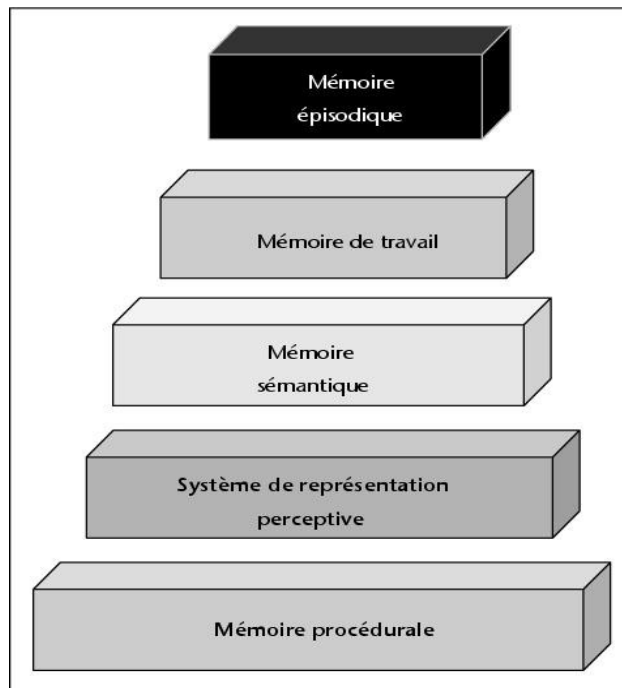 Mémoire
épisodique
Mémoire de travail
Mémoire
sémantique
Système de représentation
perceptive
Mémoire procédurale